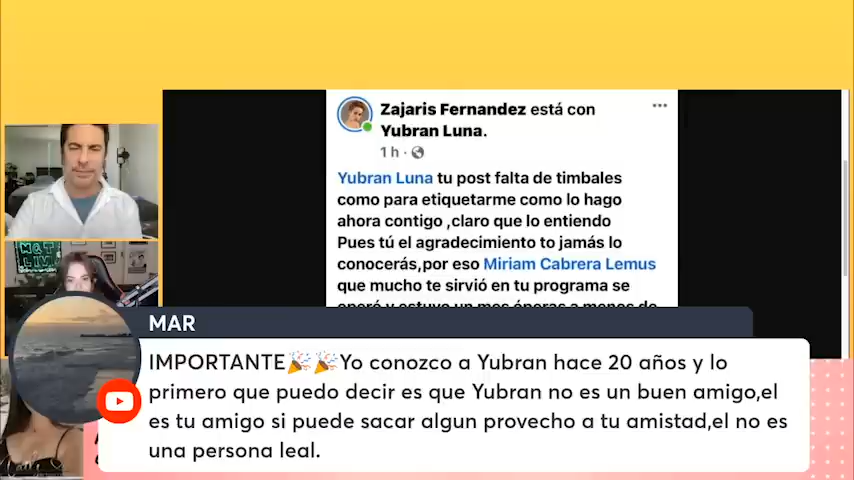 Zajaris Fernandez está con
Yubran Luna.
1 h ·
Yubran Luna tu post falta de timbales
como para etiquetarme como lo hago
ahora contigo ,claro que lo entiendo
Pues tú el agradecimiento to jamás lo
conocerás,por eso Miriam Cabrera Lemus
que mucho te sirvió en tu programa se
MAR
IMPORTANTE🎉🎉Yo conozco a Yubran hace 20 años y lo
primero que puedo decir es que Yubran no es un buen amigo,el
es tu amigo si puede sacar algun provecho a tu amistad,el no es
una persona leal.